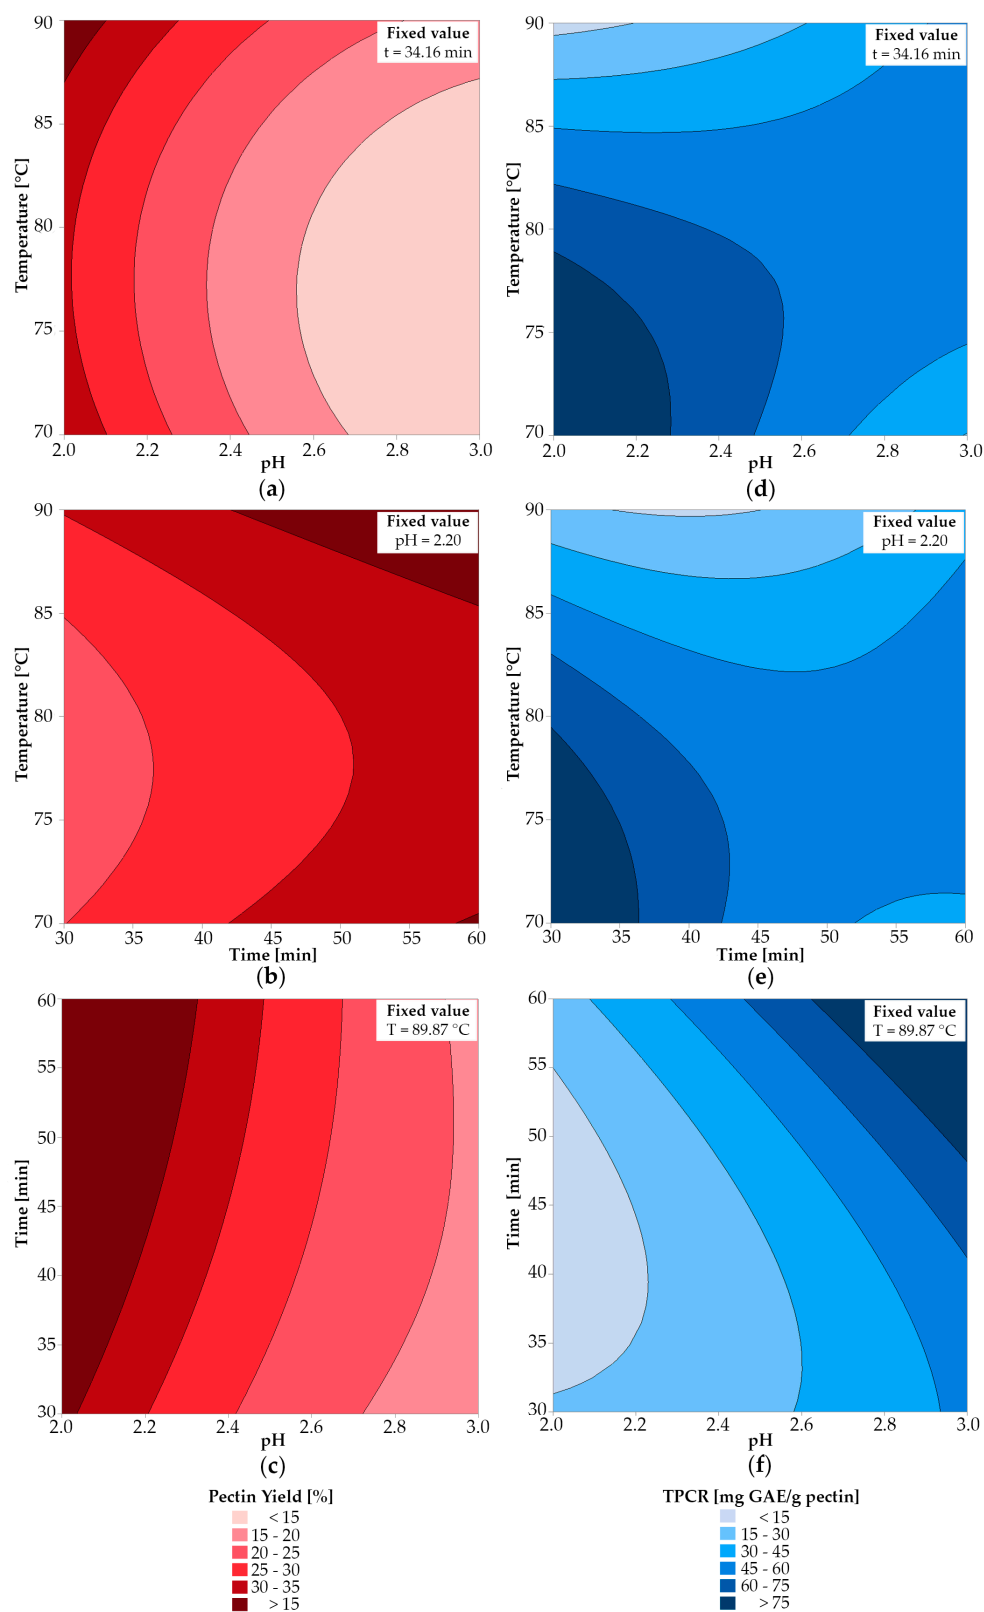 90
85
80
75
70
Temperature [°C]
Fixed value
t = 34.16 min
2.0
2.2
2.4
2.6
2.8
3.0
pH
(a)
90
85
80
75
70
Temperature [°C]
Fixed value
t = 34.16 min
2.0
2.2
2.4
2.6
2.8
3.0
pH
(d)
90
85
80
75
70
Temperature [°C]
Fixed value
pH = 2.20
30
35
40
45
50
55
60
Time [min]
(b)
90
85
80
75
70
Temperature [°C]
Fixed value
pH = 2.20
30
35
40
45
50
55
60
Time [min]
(e)
60
55
50
45
40
35
30
Time [min]
Fixed value
T = 89.87 °C
2.0
2.2
2.4
2.6
2.8
3.0
pH
(c)
60
55
50
45
40
35
30
Time [min]
Fixed value
T = 89.87 °C
2.0
2.2
2.4
2.6
2.8
3.0
pH
(f)
Pectin Yield [%]
< 15
15 - 20
20 - 25
25 - 30
30 - 35
> 15
TPCR [mg GAE/g pectin]
< 15
15 - 30
30 - 45
45 - 60
60 - 75
> 75